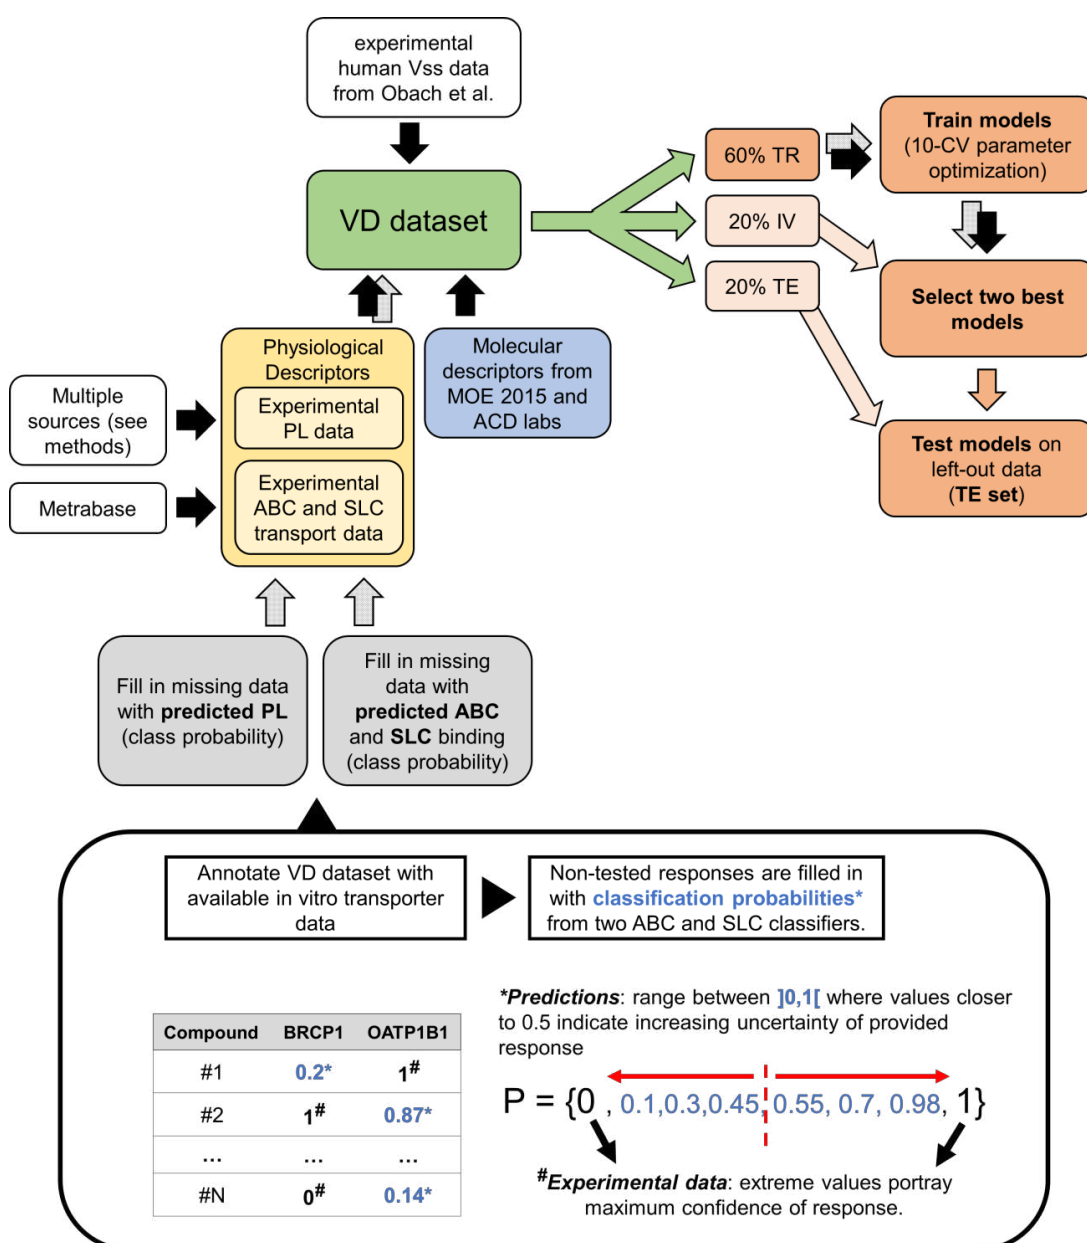 experimental
human Vss data
from Obach et al.
VD dataset
60% TR
20% IV
20% TE
Train models
(10-CV parameter
optimization)
Select two best
models
Test models on
left-out data
(TE set)
Physiological
Descriptors
Experimental
PL data
Experimental
ABC and SLC
transport data
Molecular
descriptors from
MOE 2015 and
ACD labs
Multiple
sources (see
methods)
Metrabase
Fill in missing data
with predicted PL
(class probability)
Fill in missing
data with
predicted ABC
and SLC binding
(class probability)
Annotate VD dataset with
available in vitro transporter
data
Non-tested responses are filled in
with classification probabilities*
from two ABC and SLC classifiers.
Compound BRCP1 OATP1B1
#1 0.2* 1#
#2 1# 0.87*
... ... ...
#N 0# 0.14*
*Predictions: range between ]0,1[ where values closer
to 0.5 indicate increasing uncertainty of provided
response
P = {0 , 0.1,0.3,0.45, 0.55, 0.7, 0.98, 1}
#Experimental data: extreme values portray
maximum confidence of response.